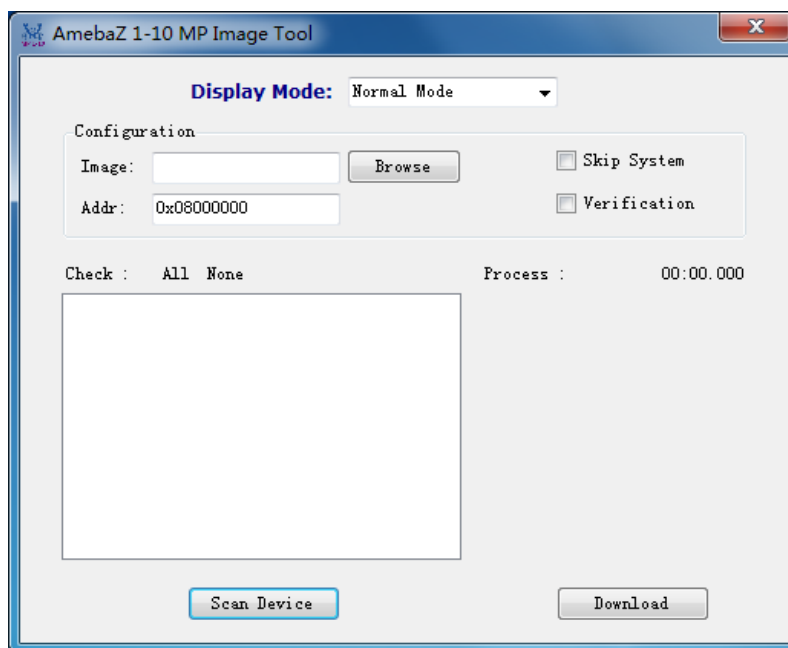 AmebaZ 1-10 MP Image Tool
Display Mode: Normal Mode
Configuration
Image: Browse Skip System
Addr: 0x08000000 Verification
Check : All None Process : 00:00.000
Scan Device Download